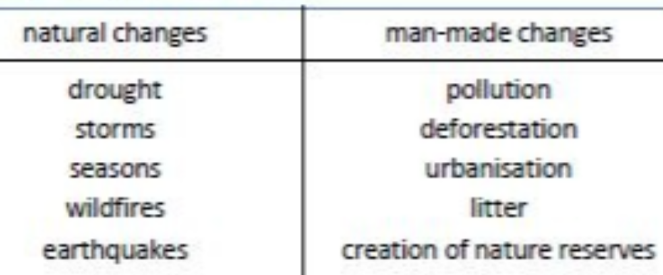 natural changes man-made changes
drought pollution
storms deforestation
seasons urbanisation
wildfires litter
earthquakes creation of nature reserves